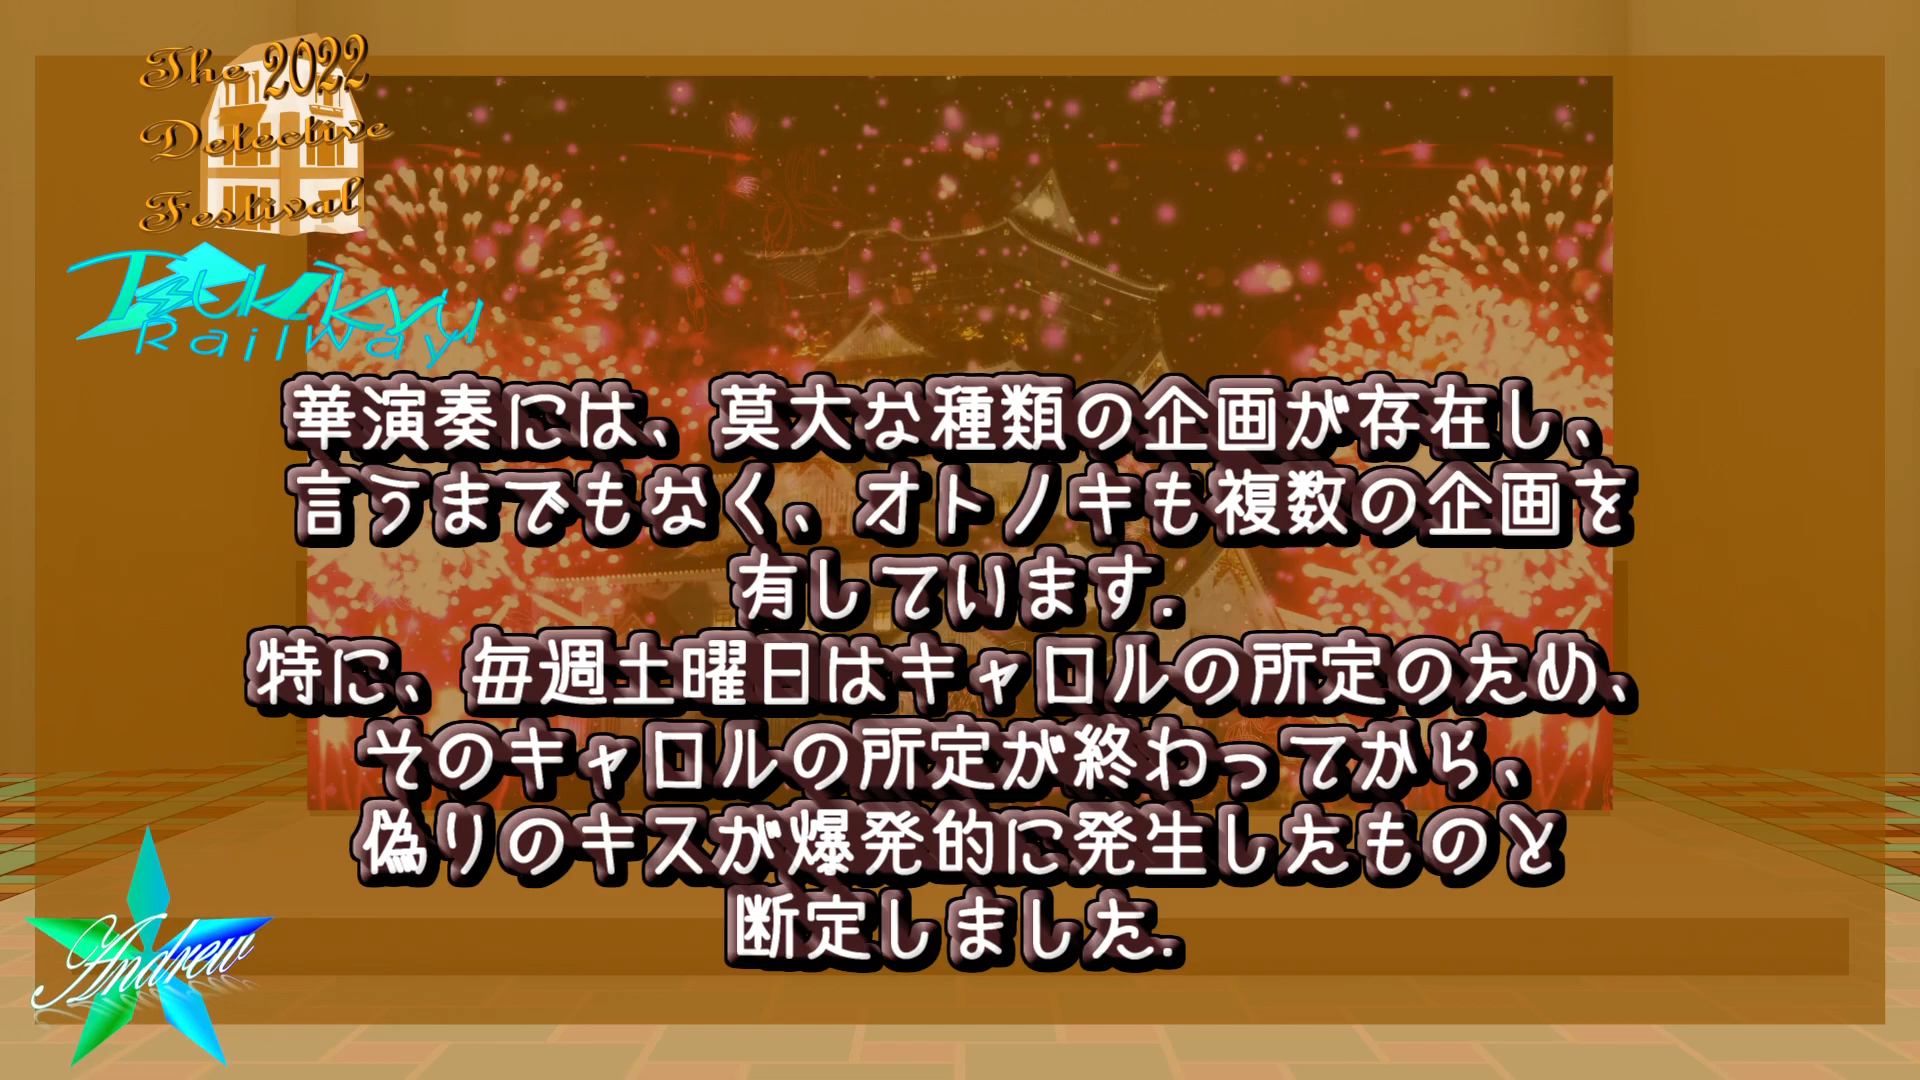 The 2022
Detective
Festival
Tsukikyu
Railway
華演奏には、莫大な種類の企画が存在し、
言うまでもなく、オトノキも複数の企画を
有しています.
特に、毎週土曜日はキャロルの所定のため、
そのキャロルの所定が終わってから、
偽りのキスが爆発的に発生したものと
断定しました.
Andrew